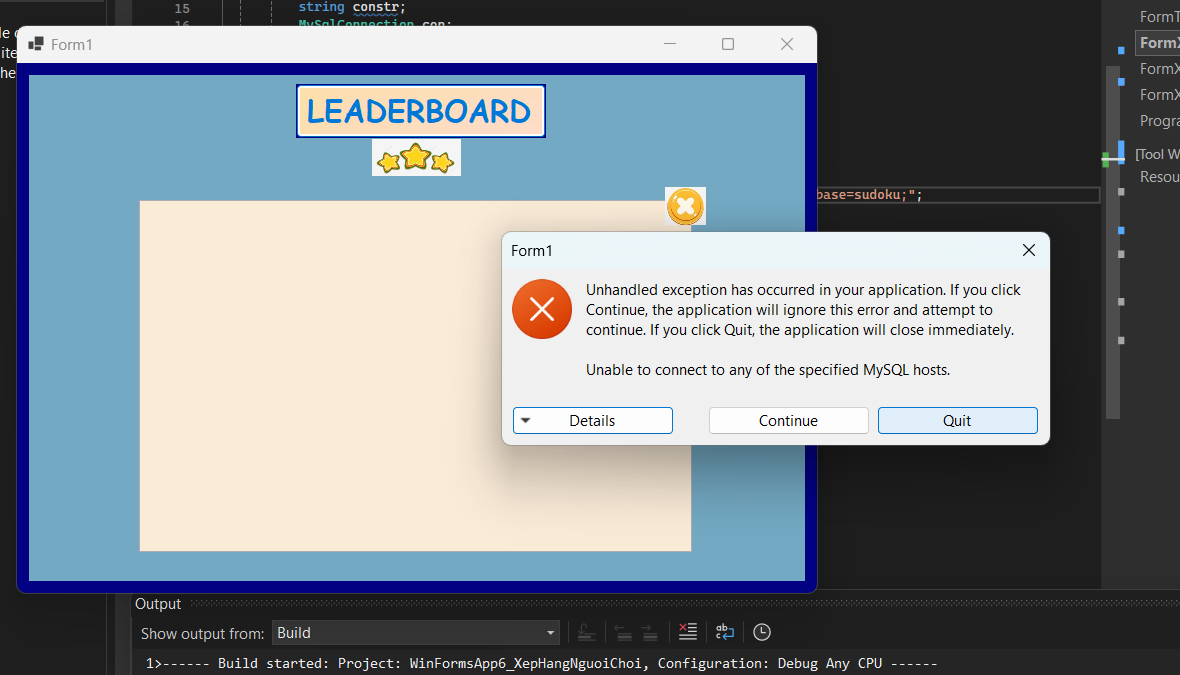 15
string constr;
16
MySqlConnection con;
FormT
Form1
FormX
FormX
FormX
Progra
[Tool W
Resou
LEADERBOARD
base=sudoku;";
Form1
Unhandled exception has occurred in your application. If you click
Continue, the application will ignore this error and attempt to
continue. If you click Quit, the application will close immediately.
Unable to connect to any of the specified MySQL hosts.
Details
Continue
Quit
Output
Show output from:
Build
1>------ Build started: Project: WinFormsApp6_XepHangNguoiChoi, Configuration: Debug Any CPU ------